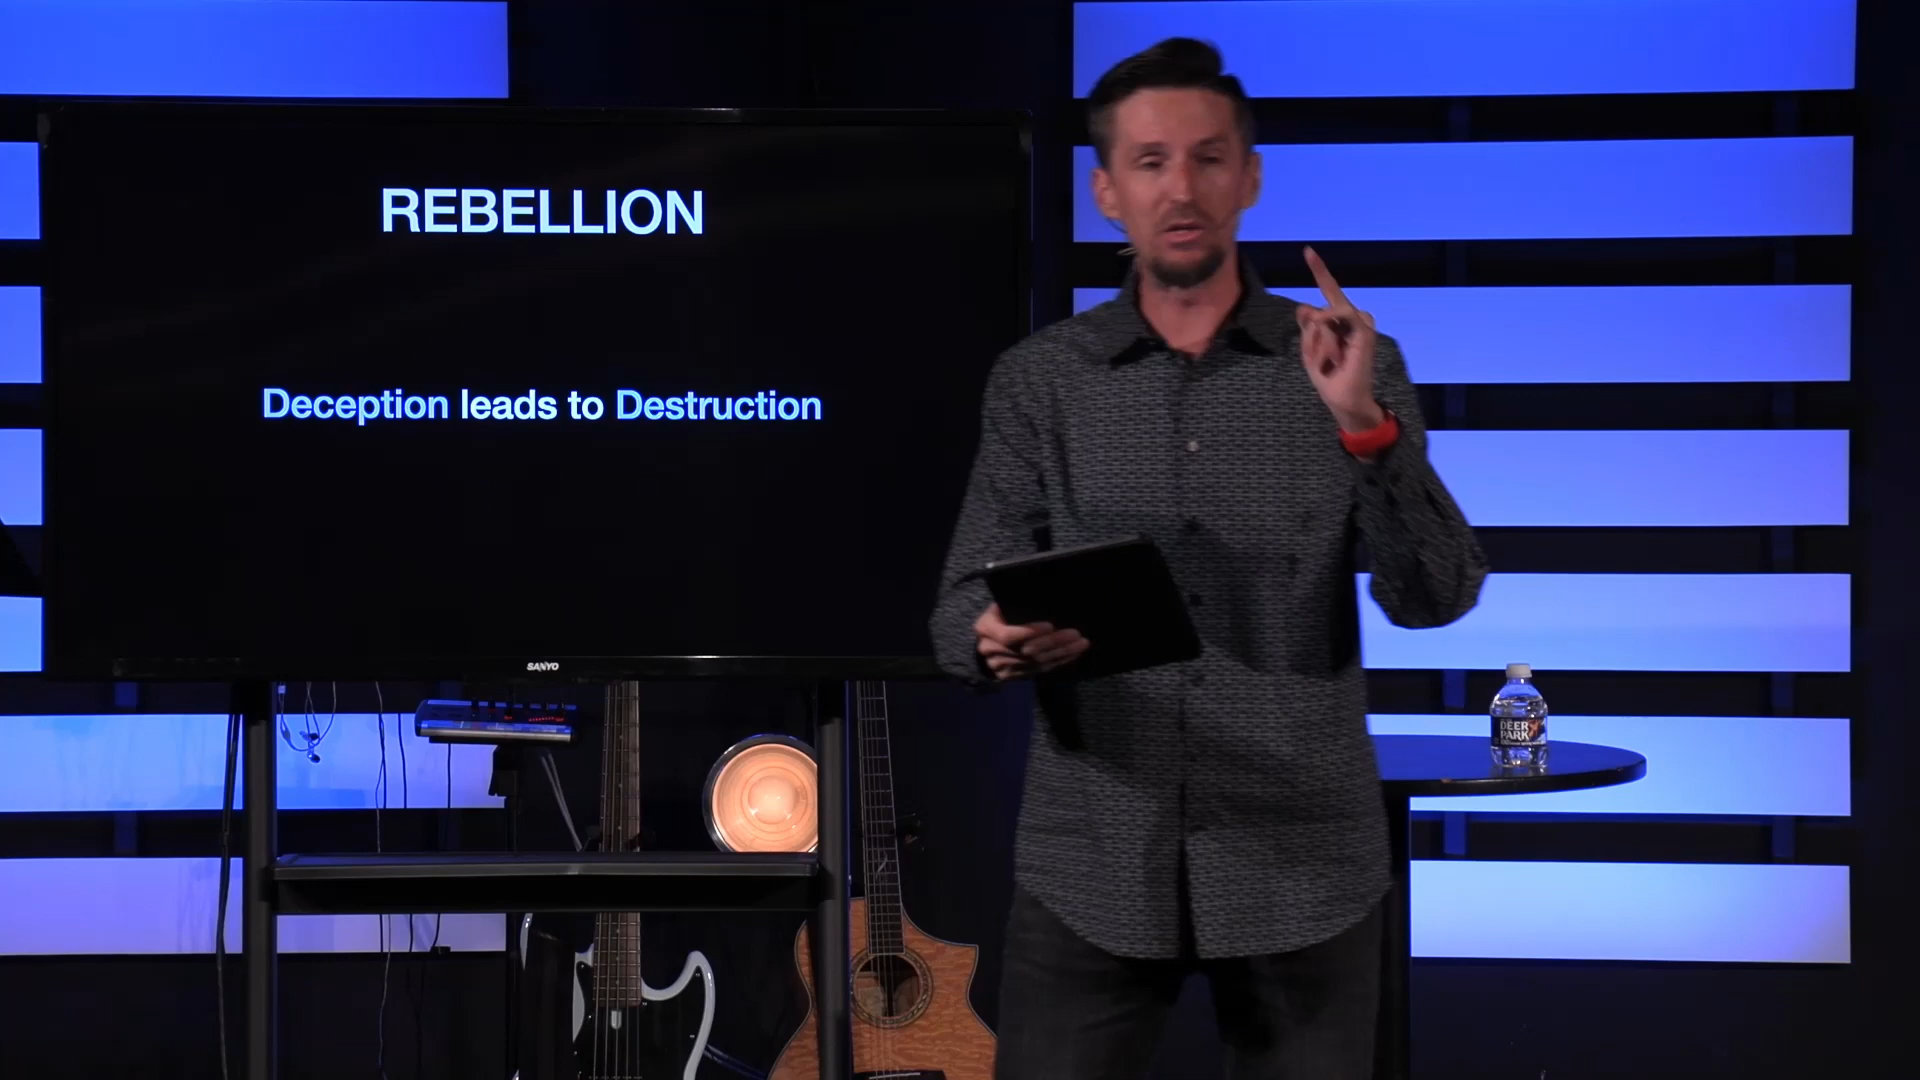 REBELLION
Deception leads to Destruction
SANYO
DEER
PARK